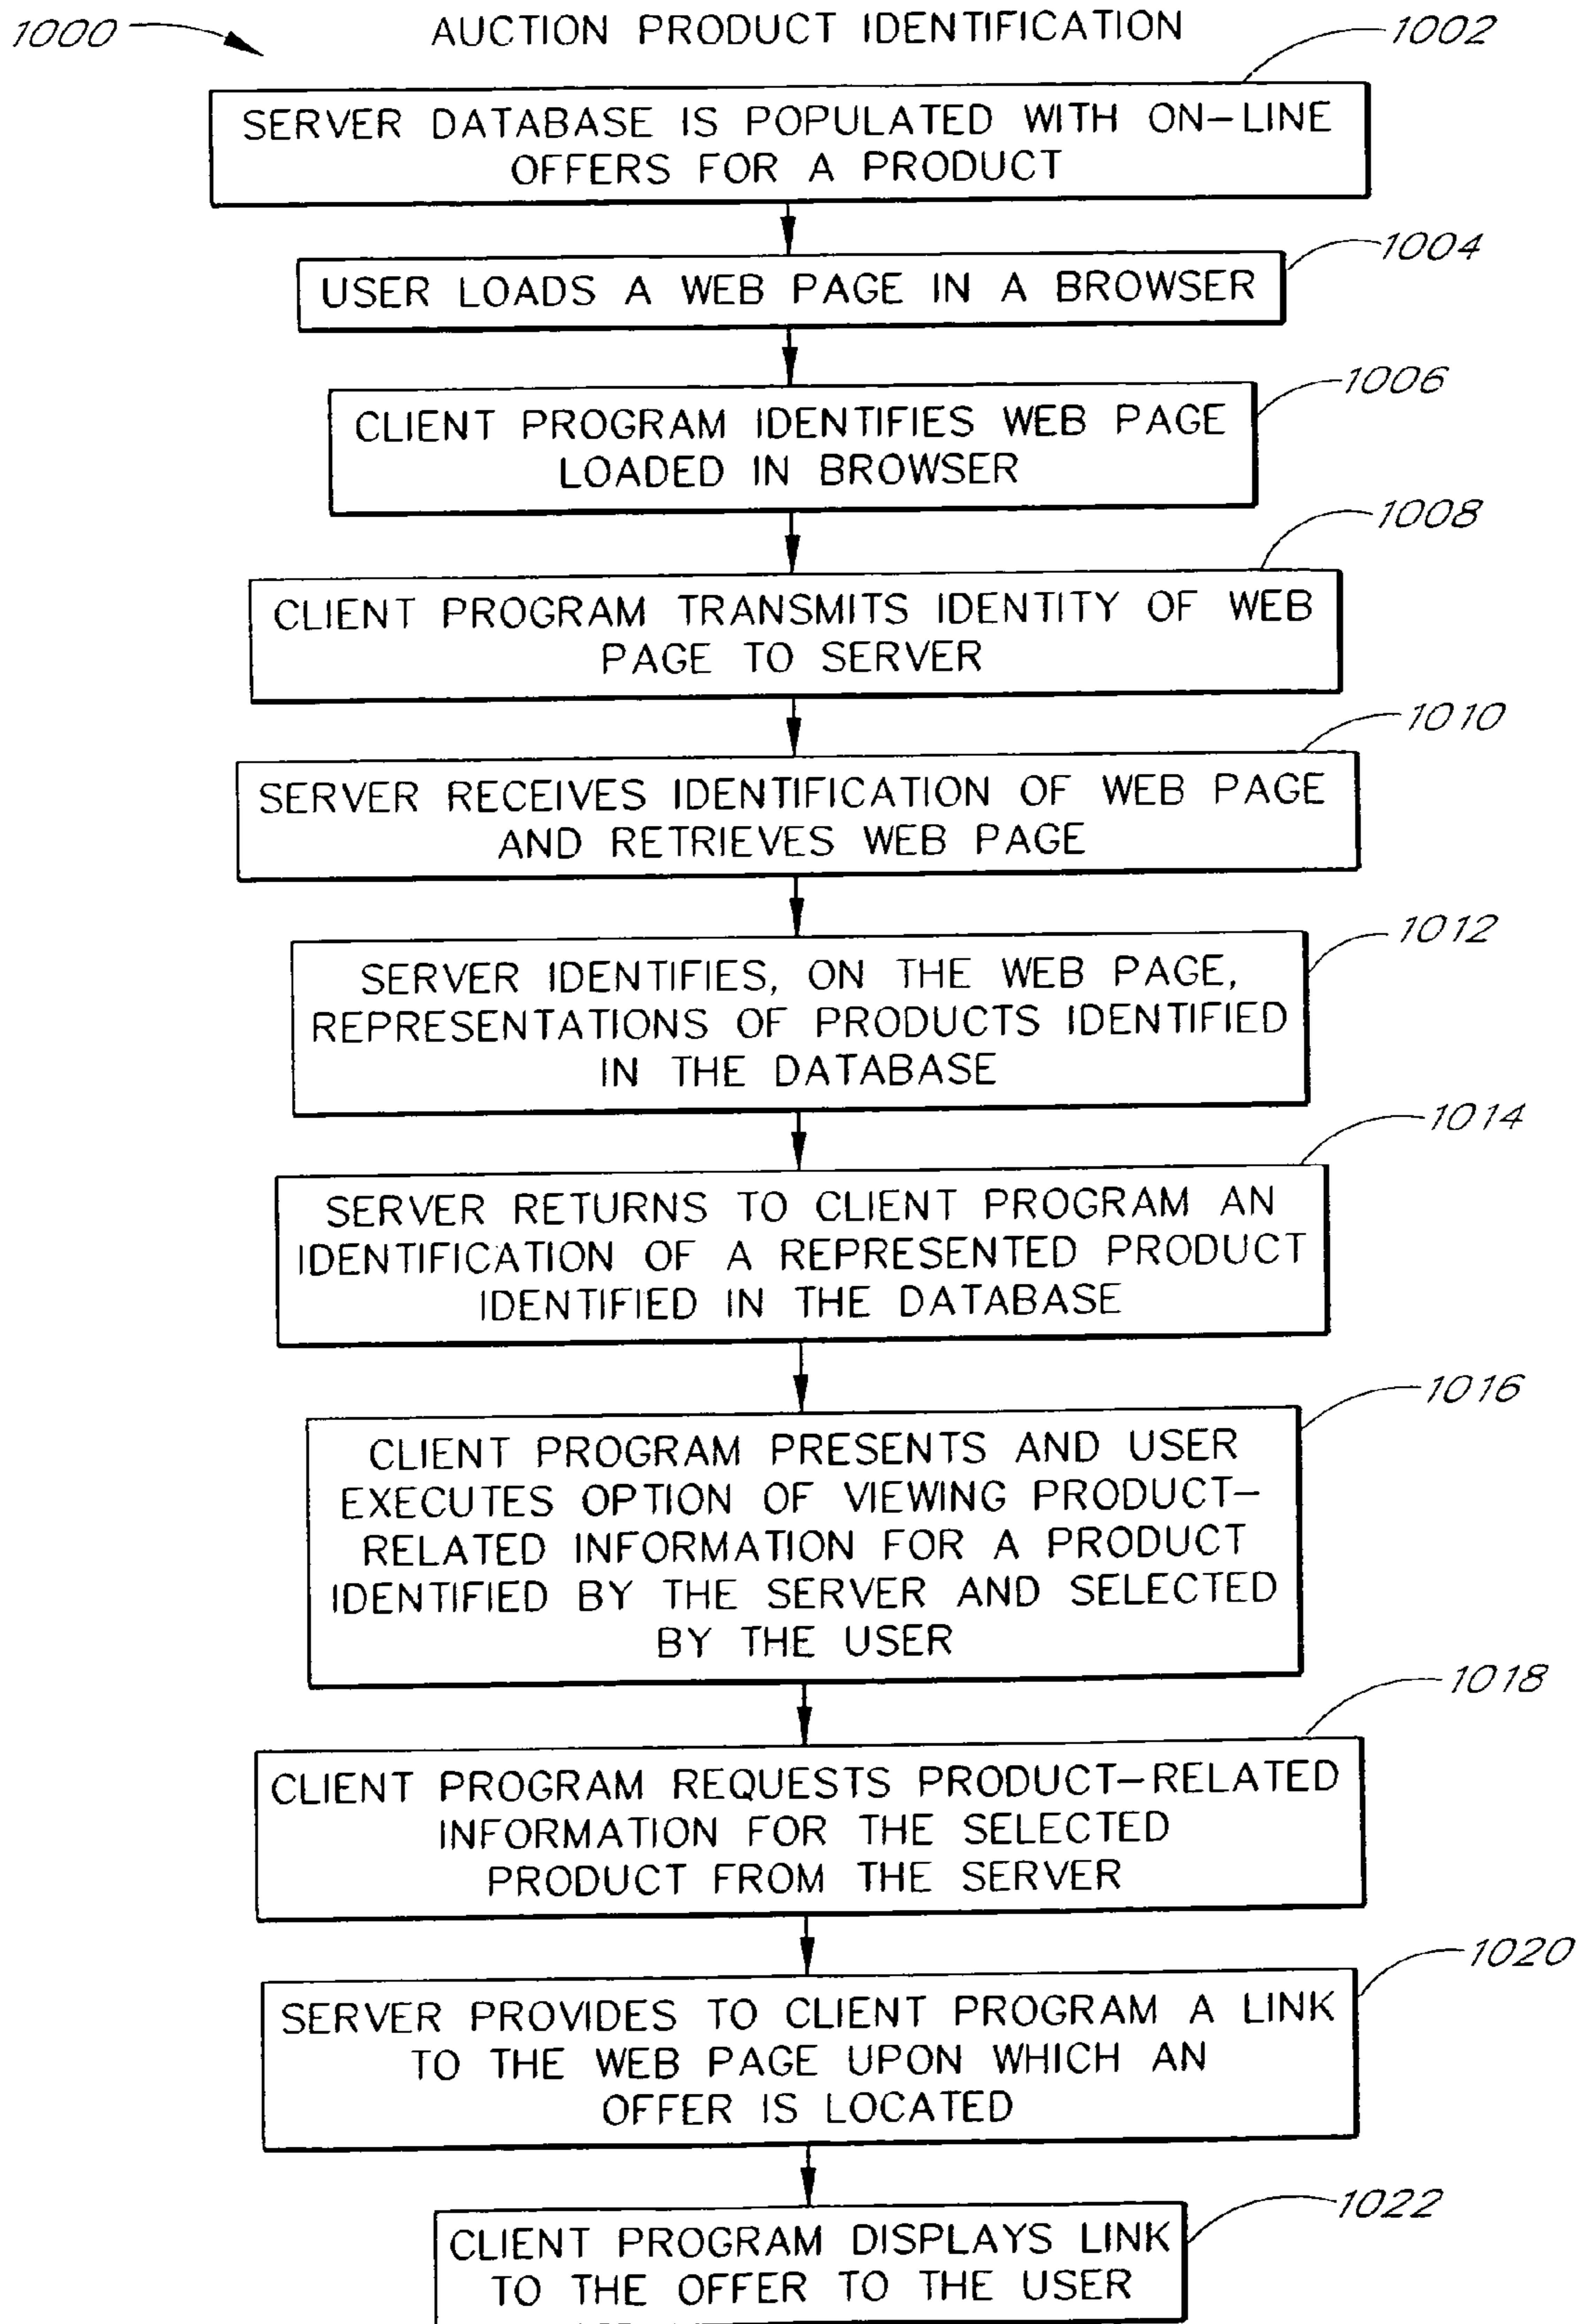 1000
AUCTION PRODUCT IDENTIFICATION
1002
SERVER DATABASE IS POPULATED WITH ON-LINE
OFFERS FOR A PRODUCT
1004
USER LOADS A WEB PAGE IN A BROWSER
1006
CLIENT PROGRAM IDENTIFIES WEB PAGE
LOADED IN BROWSER
1008
CLIENT PROGRAM TRANSMITS IDENTITY OF WEB
PAGE TO SERVER
1010
SERVER RECEIVES IDENTIFICATION OF WEB PAGE
AND RETRIEVES WEB PAGE
1012
SERVER IDENTIFIES, ON THE WEB PAGE,
REPRESENTATIONS OF PRODUCTS IDENTIFIED
IN THE DATABASE
1014
SERVER RETURNS TO CLIENT PROGRAM AN
IDENTIFICATION OF A REPRESENTED PRODUCT
IDENTIFIED IN THE DATABASE
1016
CLIENT PROGRAM PRESENTS AND USER
EXECUTES OPTION OF VIEWING PRODUCT-
RELATED INFORMATION FOR A PRODUCT
IDENTIFIED BY THE SERVER AND SELECTED
BY THE USER
1018
CLIENT PROGRAM REQUESTS PRODUCT-RELATED
INFORMATION FOR THE SELECTED
PRODUCT FROM THE SERVER
1020
SERVER PROVIDES TO CLIENT PROGRAM A LINK
TO THE WEB PAGE UPON WHICH AN
OFFER IS LOCATED
1022
CLIENT PROGRAM DISPLAYS LINK
TO THE OFFER TO THE USER